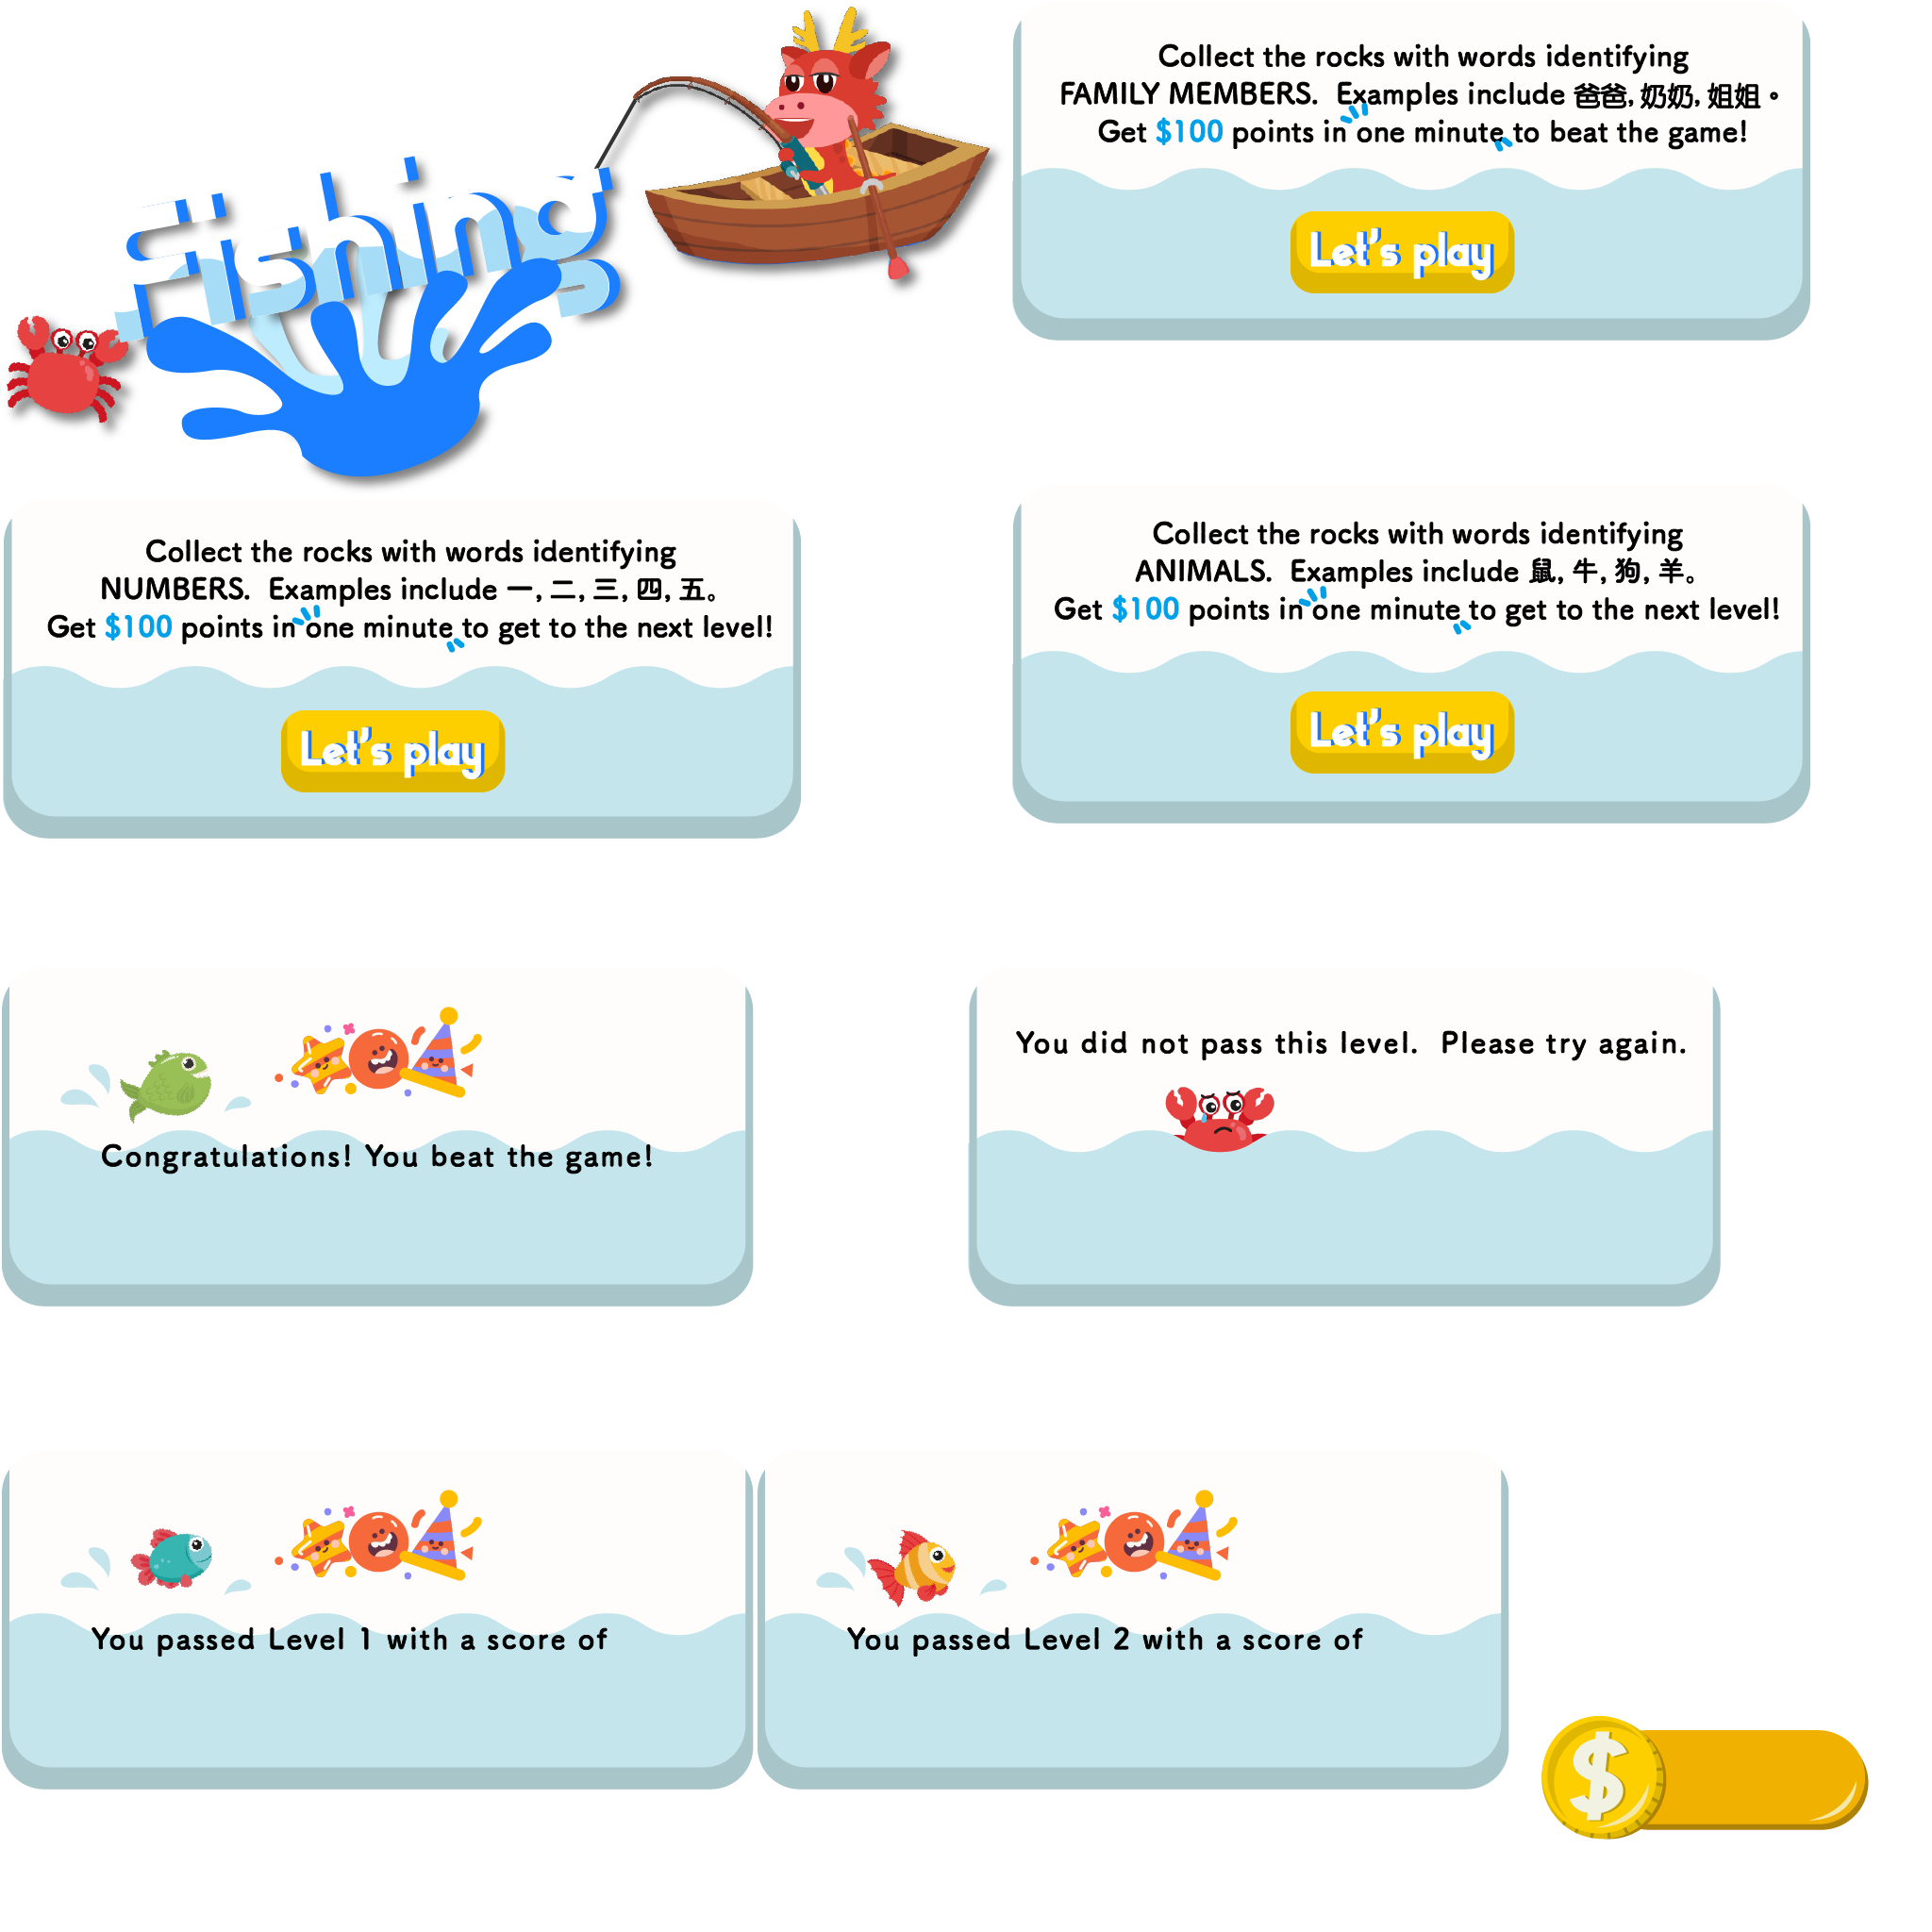 Fishing
Collect the rocks with words identifying
FAMILY MEMBERS. Examples include 爸爸, 奶奶, 姐姐。
Get $100 points in one minute to beat the game!
Let's play
Collect the rocks with words identifying
NUMBERS. Examples include 一, 二, 三, 四, 五。
Get $100 points in one minute to get to the next level!
Let's play
Collect the rocks with words identifying
ANIMALS. Examples include 鼠, 牛, 狗, 羊。
Get $100 points in one minute to get to the next level!
Let's play
Congratulations! You beat the game!
You did not pass this level. Please try again.
You passed Level 1 with a score of
You passed Level 2 with a score of
$